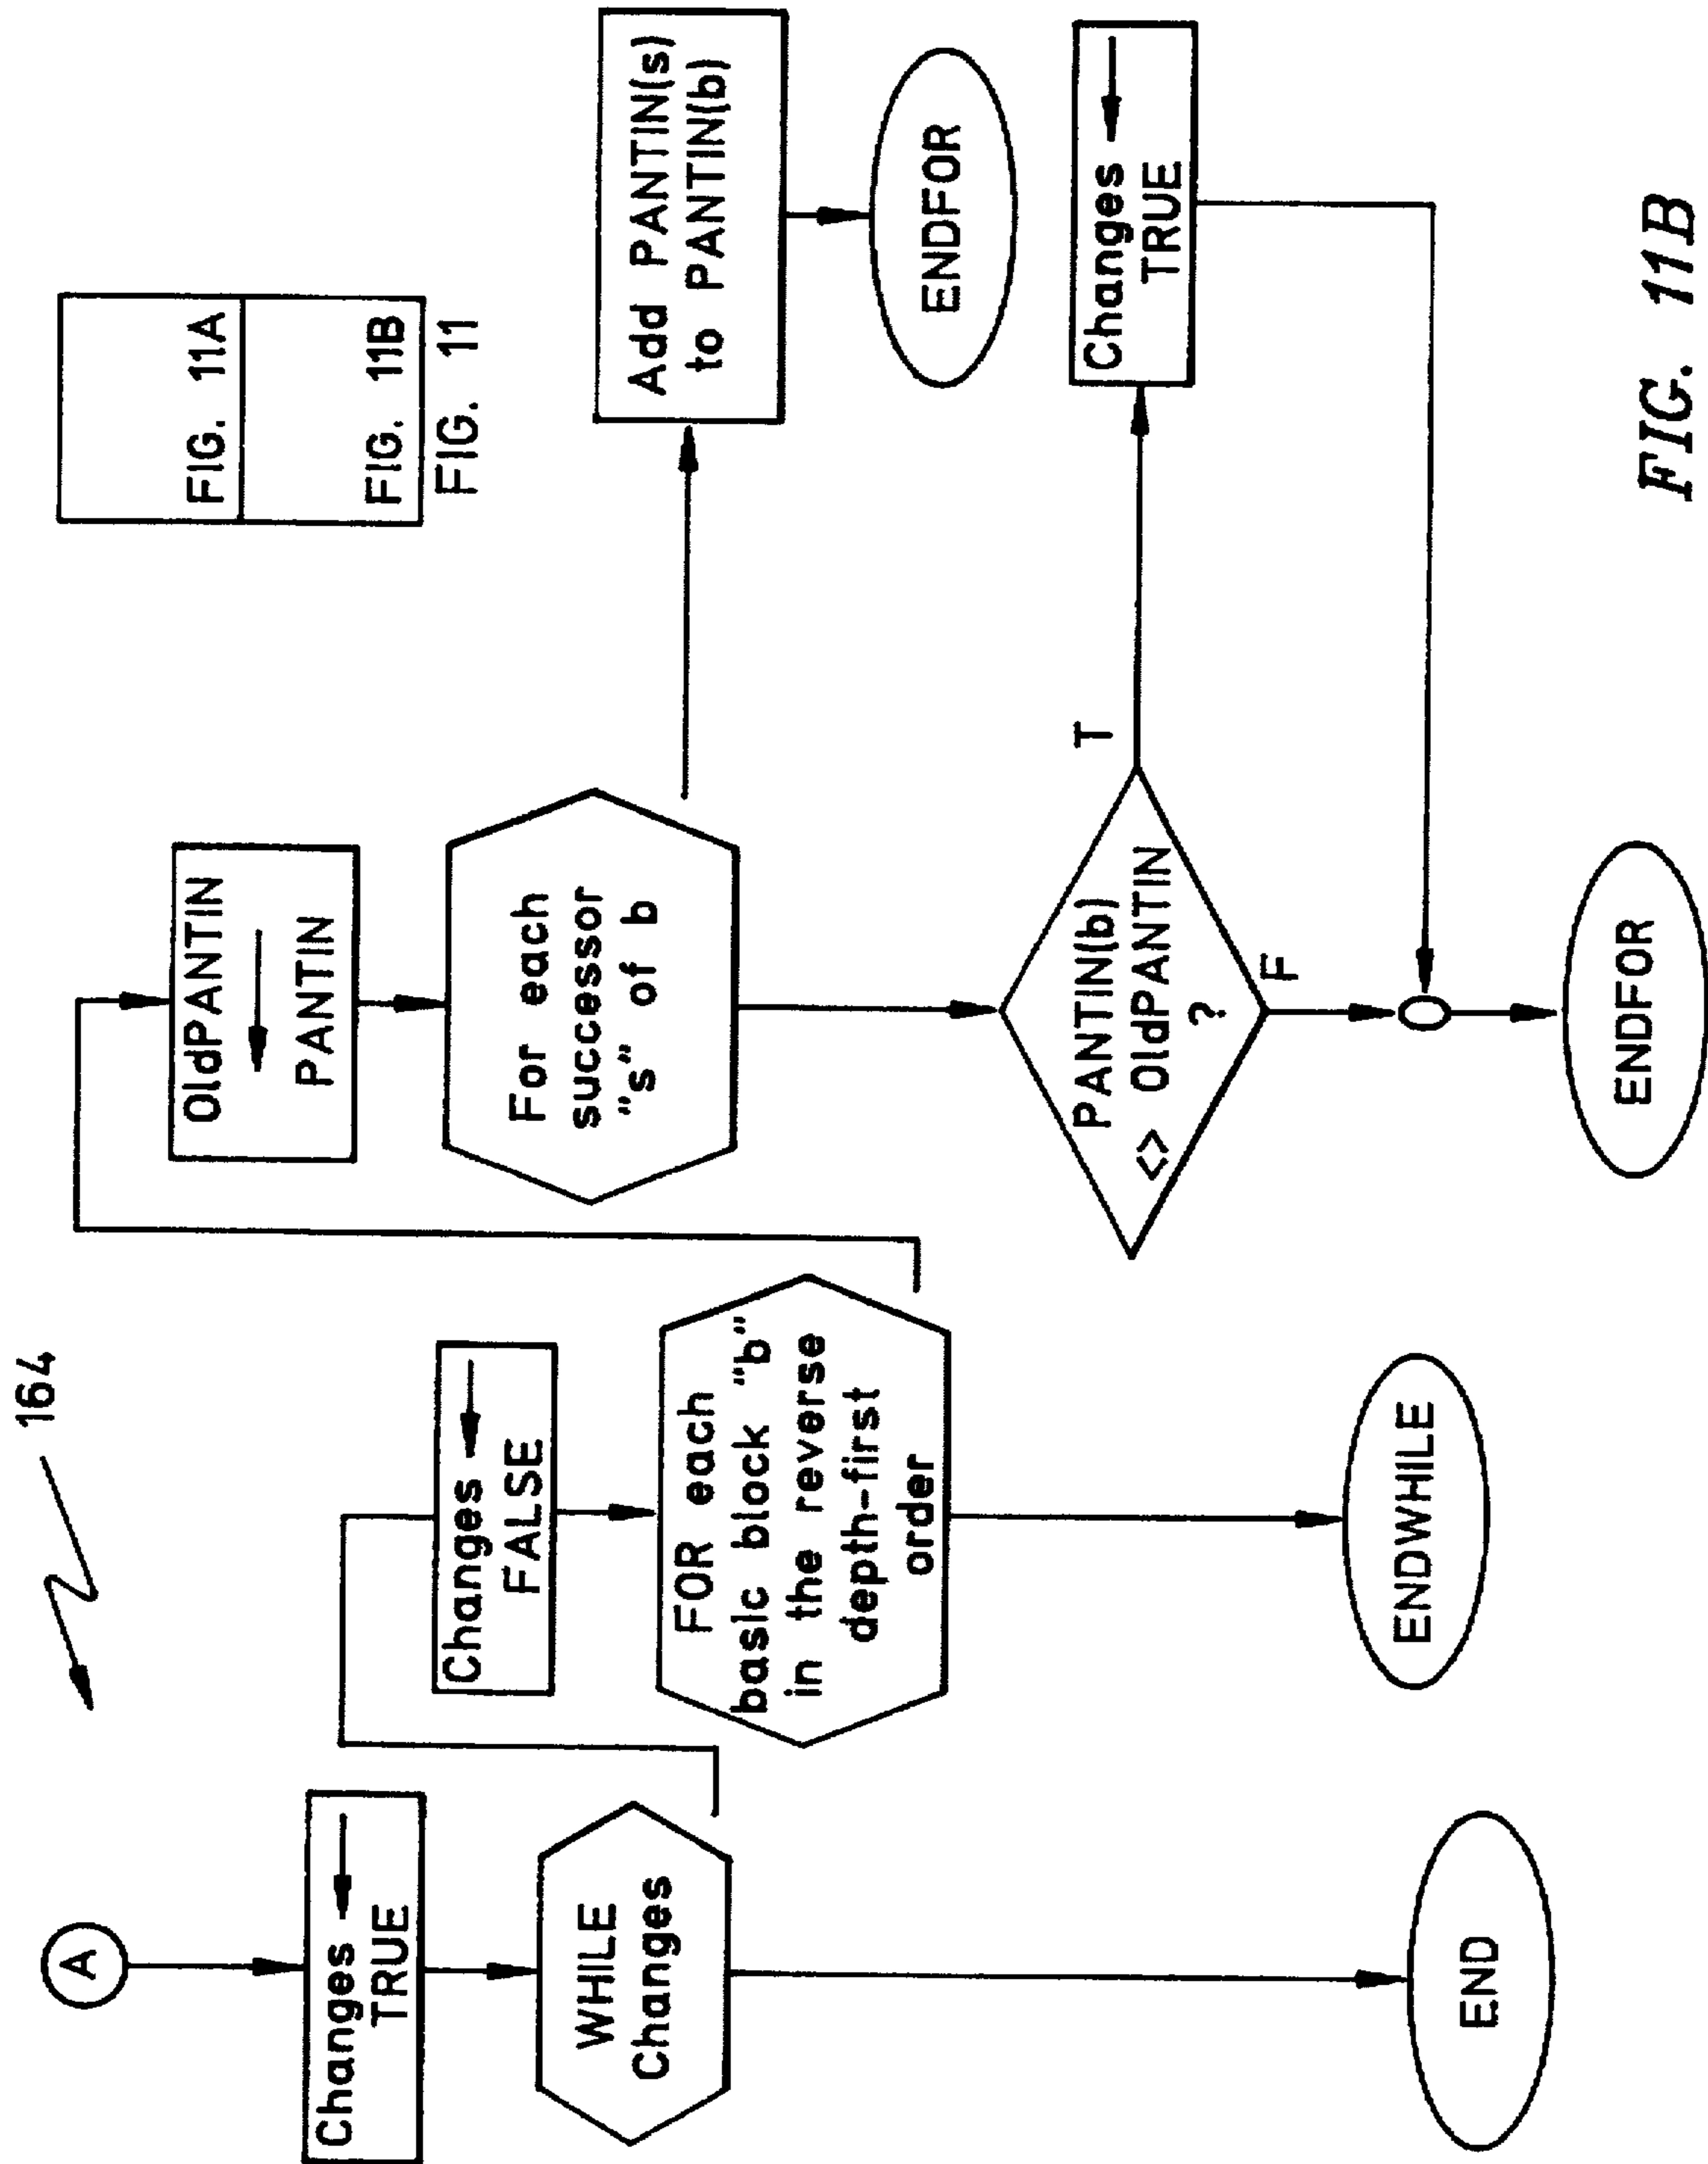 164
A
Changes ←
TRUE
WHILE
Changes
END
Changes ←
FALSE
FOR each
basic block "b"
in the reverse
depth-first
order
ENDWHILE
OldPANTIN
←
PANTIN
For each
successor
"s" of b
PANTIN(b)
<> OldPANTIN
?
T
F
ENDFOR
Add PANTIN(s)
to PANTIN(b)
ENDFOR
Changes ←
TRUE
FIG. 11A
FIG. 11B
FIG. 11
FIG. 11B